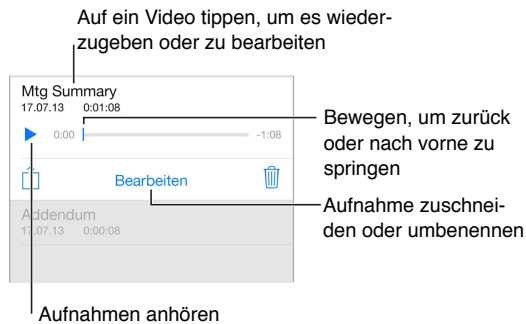 Auf ein Video tippen, um es wieder-
zugeben oder zu bearbeiten
Mtg Summary
17.07.13 0:01:08
0:00 -1:08
Bewegen, um zurück
oder nach vorne zu
springen
Bearbeiten
Aufnahme zuschnei-
den oder umbenennen
Addendum
17.07.13 0:00:08
Aufnahmen anhören